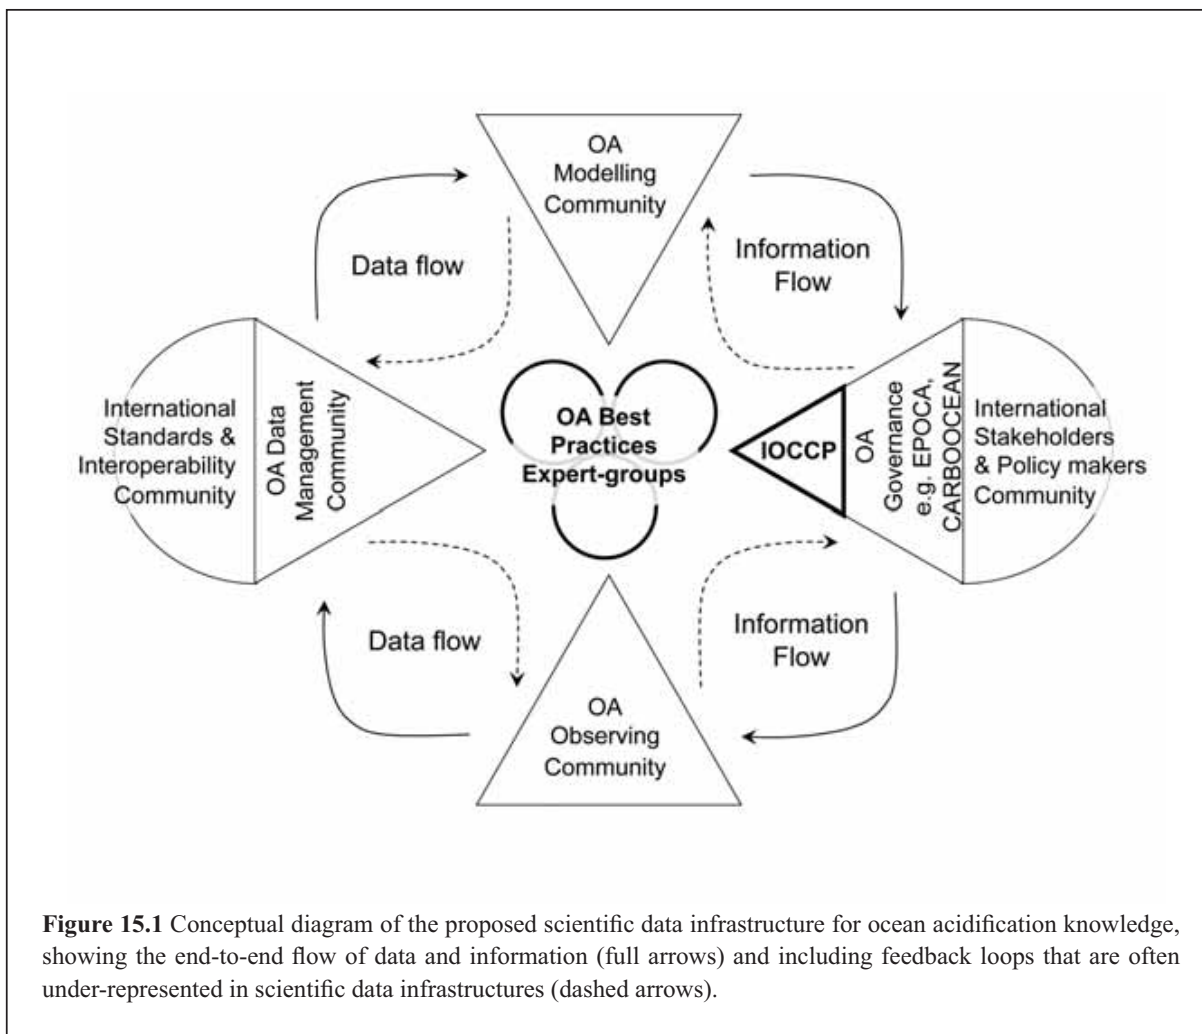 OA
Modelling
Community
Data flow
Information
Flow
International
Standards &
Interoperability
Community
OA Data
Management
Community
OA Best
Practices
Expert-groups
IOCCP
OA
Governance
e.g. EPOCA,
CARBOOCEAN
International
Stakeholders
& Policy makers
Community
Data flow
Information
Flow
OA
Observing
Community
Figure 15.1 Conceptual diagram of the proposed scientific data infrastructure for ocean acidification knowledge,
showing the end-to-end flow of data and information (full arrows) and including feedback loops that are often
under-represented in scientific data infrastructures (dashed arrows).